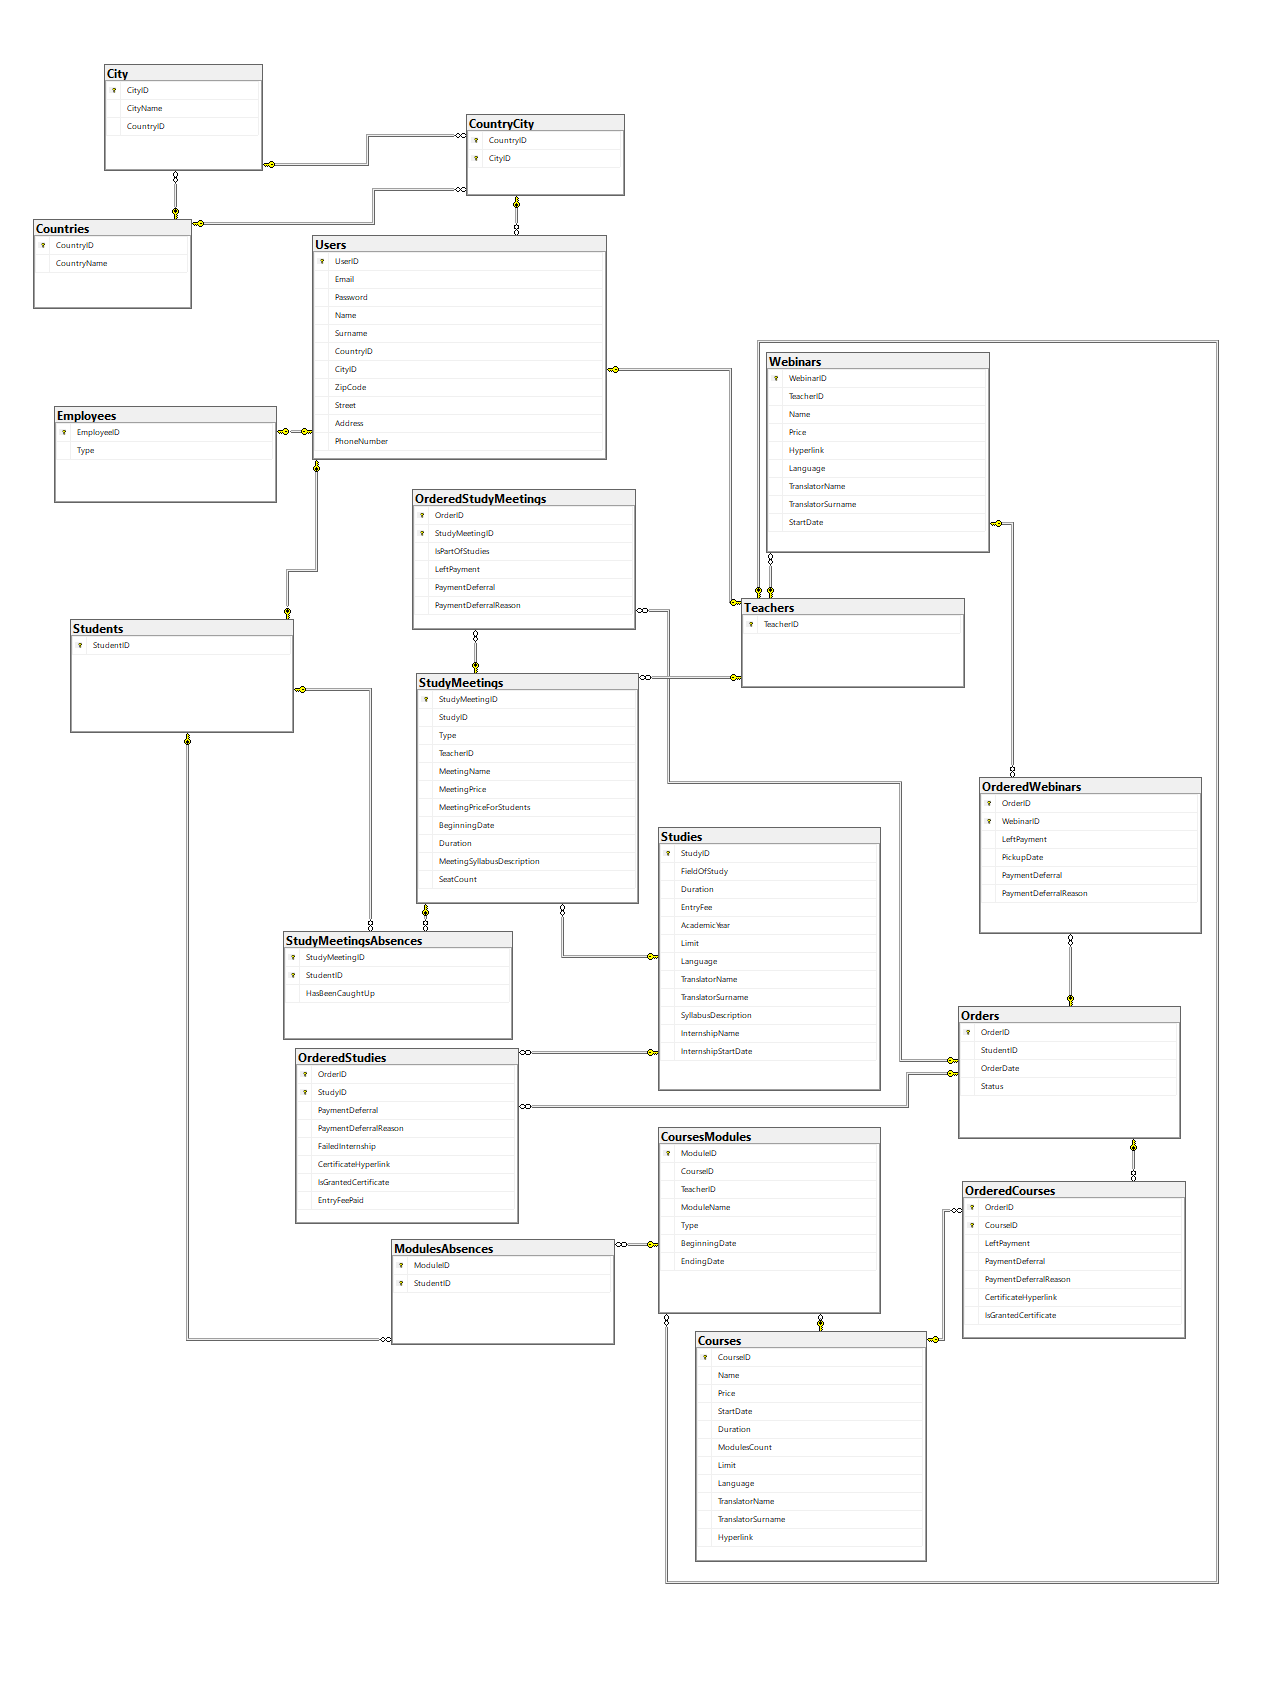 City
CityID
CityName
CountryID
CountryCity
CountryID
CityID
Countries
CountryID
CountryName
Users
UserID
Email
Password
Name
Surname
CountryID
CityID
ZipCode
Street
Address
PhoneNumber
Webinars
WebinarID
TeacherID
Name
Price
Hyperlink
Language
TranslatorName
TranslatorSurname
StartDate
Employees
EmployeeID
Type
OrderedStudyMeetings
OrderID
StudyMeetingID
IsPartOfStudies
LeftPayment
PaymentDeferral
PaymentDeferralReason
Teachers
TeacherID
Students
StudentID
StudyMeetings
StudyMeetingID
StudyID
Type
TeacherID
MeetingName
MeetingPrice
MeetingPriceForStudents
BeginningDate
Duration
MeetingSyllabusDescription
SeatCount
OrderedWebinars
OrderID
WebinarID
LeftPayment
PickupDate
PaymentDeferral
PaymentDeferralReason
Studies
StudyID
FieldOfStudy
Duration
EntryFee
AcademicYear
Limit
Language
TranslatorName
TranslatorSurname
SyllabusDescription
InternshipName
InternshipStartDate
StudyMeetingsAbsences
StudyMeetingID
StudentID
HasBeenCaughtUp
Orders
OrderID
StudentID
OrderDate
Status
OrderedStudies
OrderID
StudyID
PaymentDeferral
PaymentDeferralReason
FailedInternship
CertificateHyperlink
IsGrantedCertificate
EntryFeePaid
CoursesModules
ModuleID
CourseID
TeacherID
ModuleName
Type
BeginningDate
EndingDate
OrderedCourses
OrderID
CourseID
LeftPayment
PaymentDeferral
PaymentDeferralReason
CertificateHyperlink
IsGrantedCertificate
ModulesAbsences
ModuleID
StudentID
Courses
CourseID
Name
Price
StartDate
Duration
ModulesCount
Limit
Language
TranslatorName
TranslatorSurname
Hyperlink